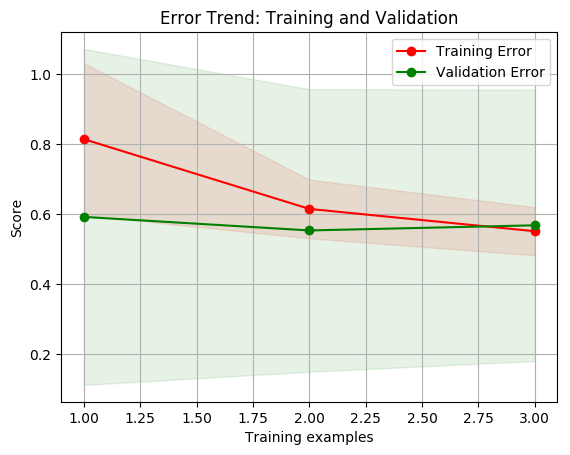 Error Trend: Training and Validation
Training Error
Validation Error
Score
1.0
0.8
0.6
0.4
0.2
1.00 1.25 1.50 1.75 2.00 2.25 2.50 2.75 3.00
Training examples